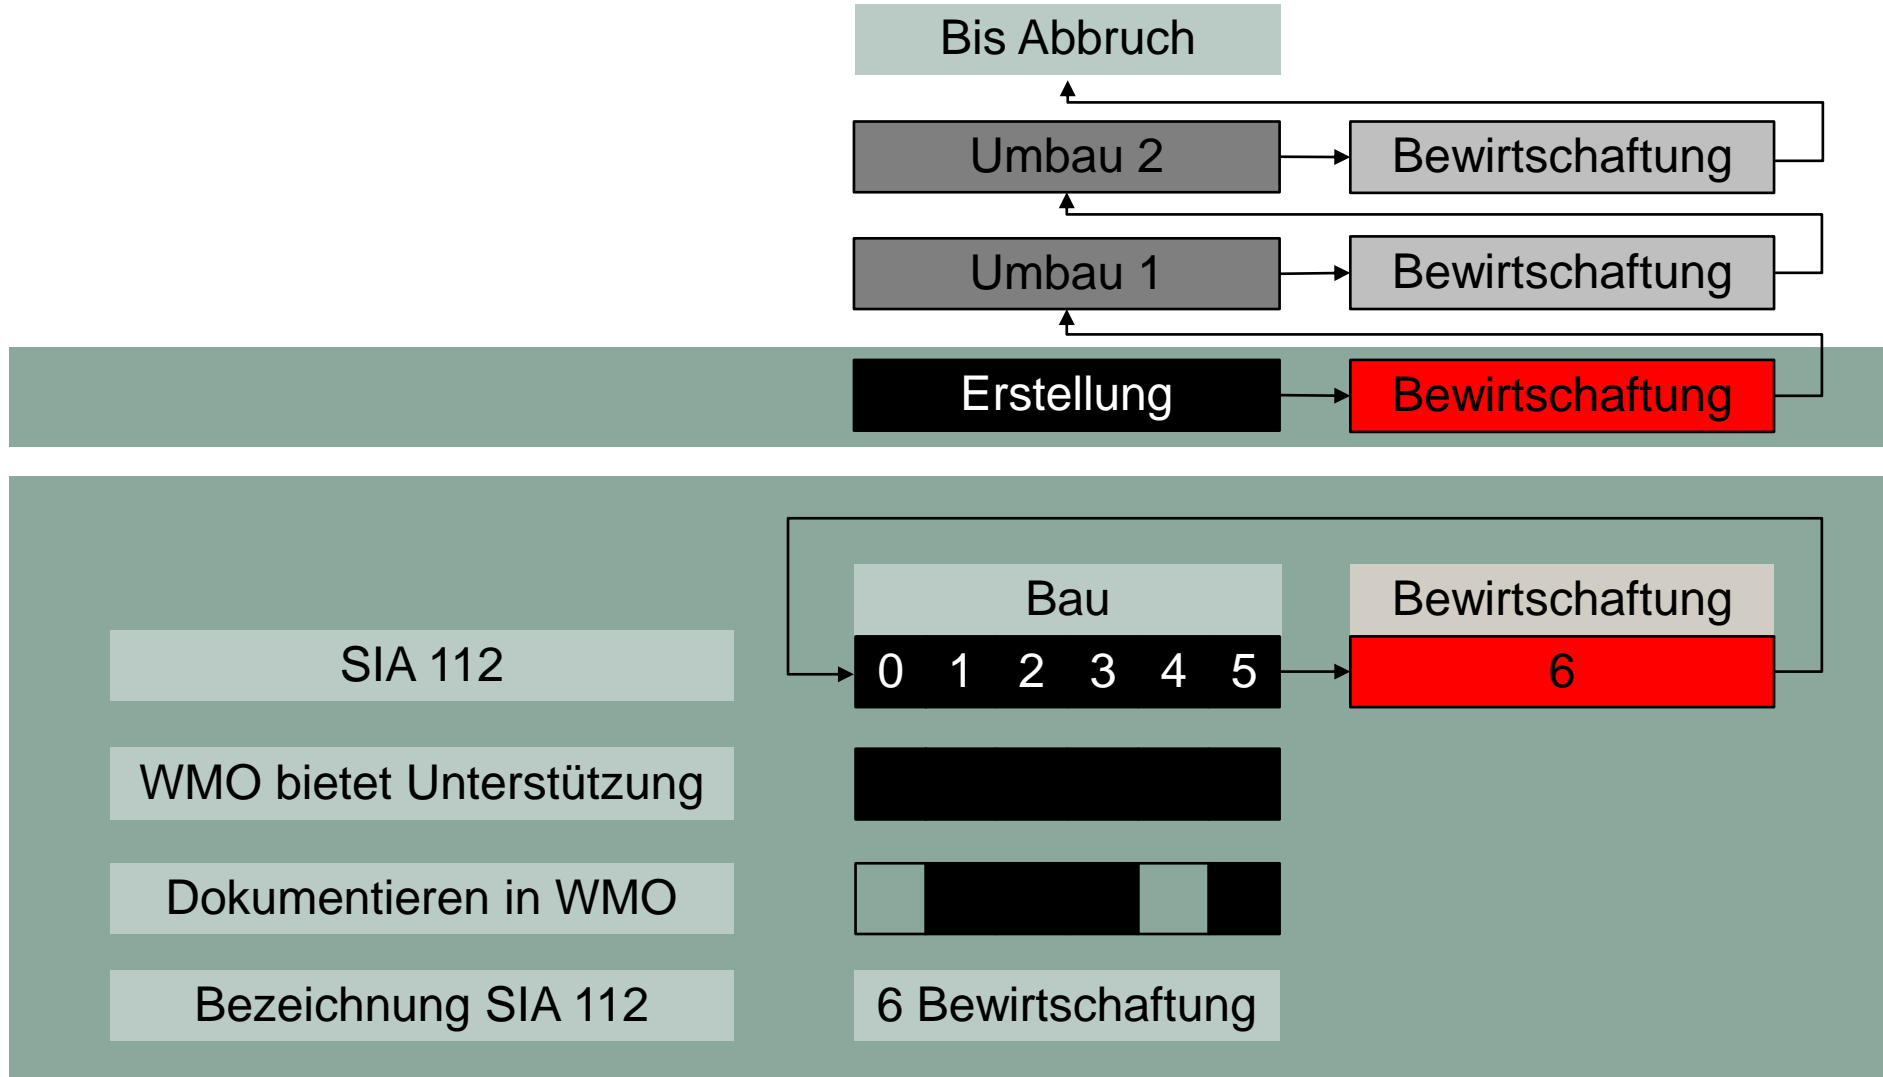 Bis Abbruch
Umbau 2 Bewirtschaftung
Umbau 1 Bewirtschaftung
Erstellung Bewirtschaftung
Bau Bewirtschaftung
SIA 112 0 1 2 3 4 5 6
WMO bietet Unterstützung
Dokumentieren in WMO
Bezeichnung SIA 112 6 Bewirtschaftung